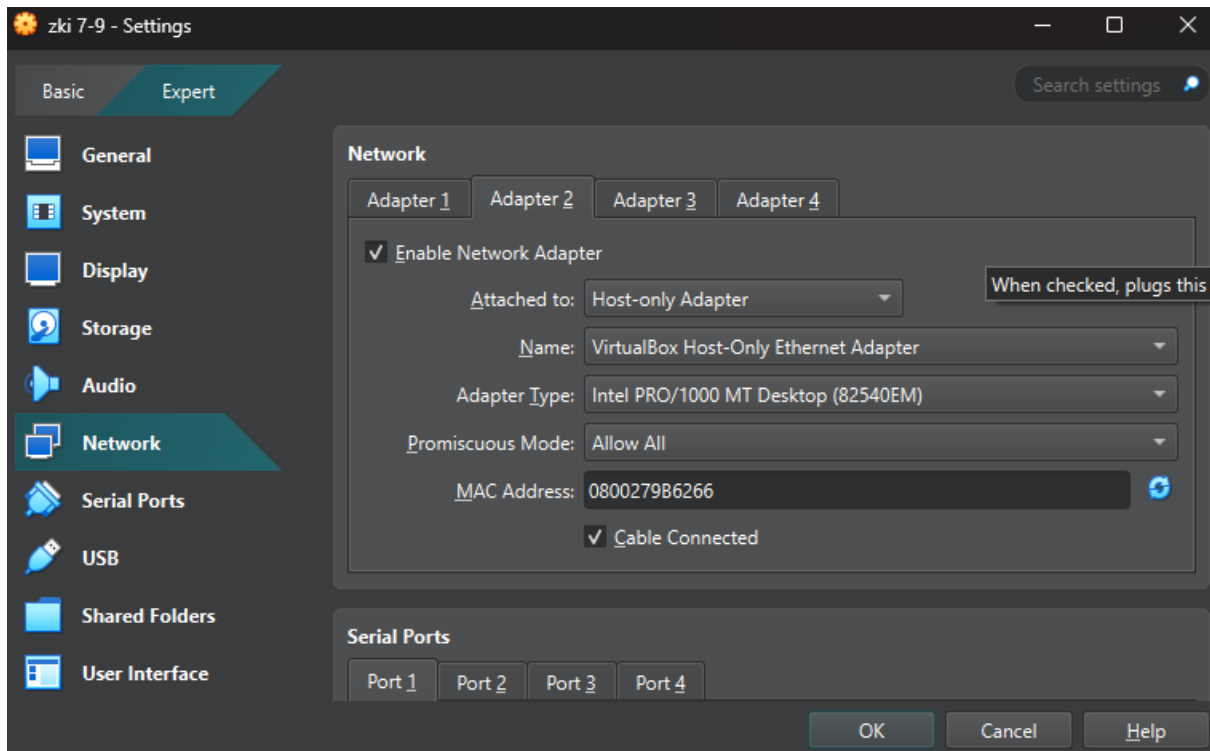 zki 7-9 - Settings
Basic Expert
Search settings
General
System
Display
Storage
Audio
Network
Serial Ports
USB
Shared Folders
User Interface
Network
Adapter 1 Adapter 2 Adapter 3 Adapter 4
Enable Network Adapter
When checked, plugs this
Attached to: Host-only Adapter
Name: VirtualBox Host-Only Ethernet Adapter
Adapter Type: Intel PRO/1000 MT Desktop (82540EM)
Promiscuous Mode: Allow All
MAC Address: 0800279B6266
Cable Connected
Serial Ports
Port 1 Port 2 Port 3 Port 4
OK Cancel Help